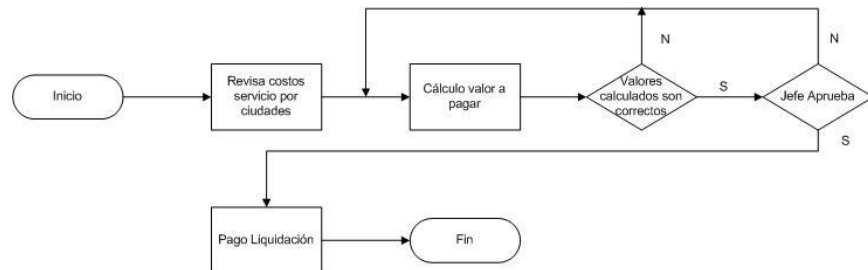 N
N
Inicio
Revisa costos
servicio por
ciudades
Cálculo valor a
pagar
Valores
calculados son
correctos
S
Jefe Aprueba
S
Pago Liquidación
Fin